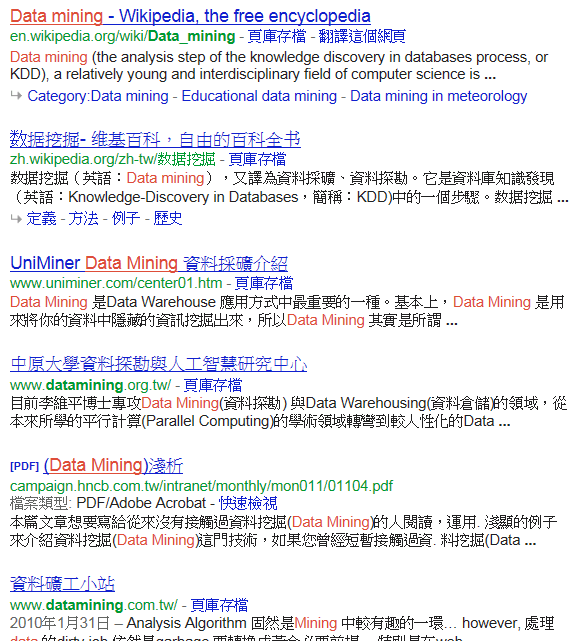 Data mining - Wikipedia, the free encyclopedia
en.wikipedia.org/wiki/Data_mining - 頁庫存檔 - 翻譯這個網頁
Data mining (the analysis step of the knowledge discovery in databases process, or
KDD), a relatively young and interdisciplinary field of computer science is ...
Category:Data mining - Educational data mining - Data mining in meteorology
数据挖掘- 维基百科，自由的百科全书
zh.wikipedia.org/zh-tw/数据挖掘 - 頁庫存檔
数据挖掘（英語：Data mining），又譯為資料採礦、資料探勘。它是資料庫知識發現
（英語：Knowledge-Discovery in Databases，簡稱：KDD)中的一個步驟。数据挖掘 ...
定義 - 方法 - 例子 - 歷史
UniMiner Data Mining 資料採礦介紹
www.uniminer.com/center01.htm - 頁庫存檔
Data Mining 是Data Warehouse 應用方式中最重要的一種。基本上，Data Mining 是用
來將你的資料中隱藏的資訊挖掘出來，所以Data Mining 其實是所謂 ...
中原大學資料探勘與人工智慧研究中心
www.datamining.org.tw/ - 頁庫存檔
目前李維平博士專攻Data Mining(資料探勘) 與Data Warehousing(資料倉儲)的領域，從
本來所學的平行計算(Parallel Computing)的學術領域轉彎到較人性化的Data ...
[PDF] (Data Mining)淺析
campaign.hncb.com.tw/intranet/monthly/mon011/01104.pdf
檔案類型: PDF/Adobe Acrobat - 快速檢視
本篇文章想要寫給從來沒有接觸過資料挖掘(Data Mining)的人閱讀，運用. 淺顯的例子
來介紹資料挖掘(Data Mining)這門技術，如果您曾經短暫接觸過資. 料挖掘(Data ...
資料礦工小站
www.datamining.com.tw/ - 頁庫存檔
2010年1月31日 – Analysis Algorithm 固然是Mining 中較有趣的一環... however, 處理
data 的dirty job 依然是garbage